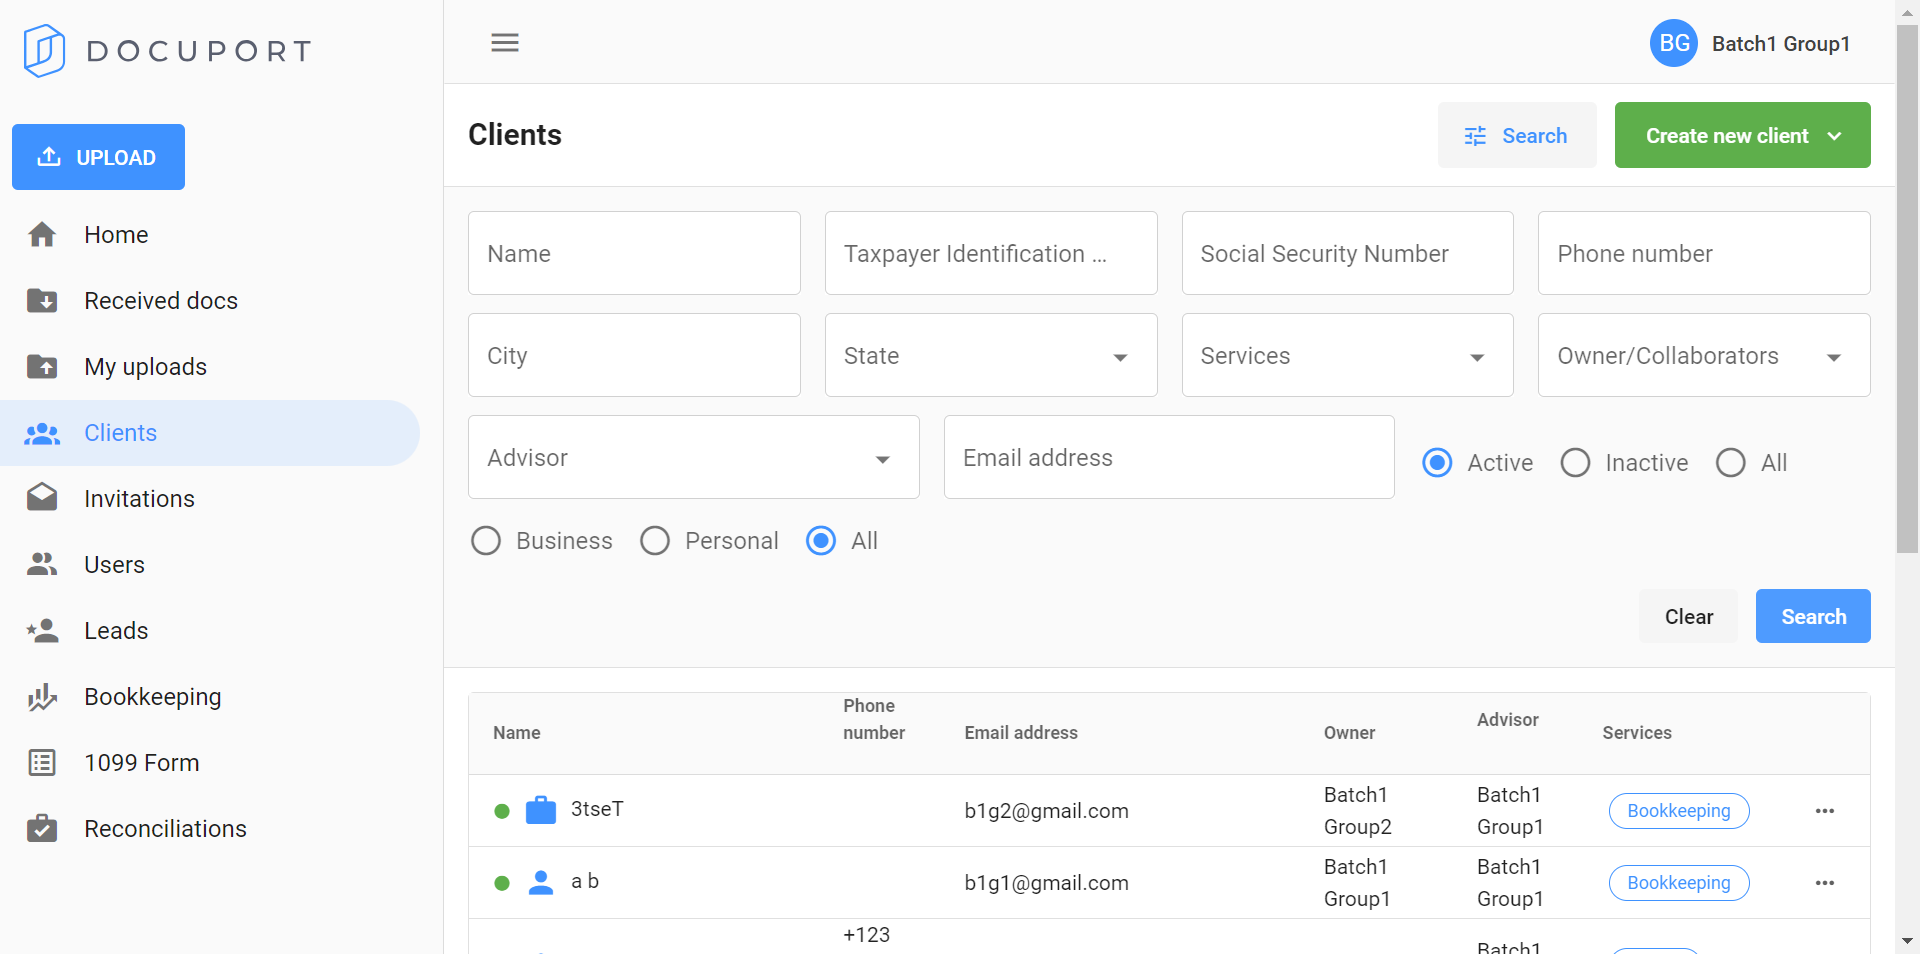 DOCUPORT
BG Batch1 Group1
UPLOAD
Home
Received docs
My uploads
Clients
Invitations
Users
Leads
Bookkeeping
1099 Form
Reconciliations
Clients
Search
Create new client
Name
Taxpayer Identification ...
Social Security Number
Phone number
City
State
Services
Owner/Collaborators
Advisor
Email address
Active
Inactive
All
Business
Personal
All
Clear
Search
Name
Phone
number
Email address
Owner
Advisor
Services
3tseT
b1g2@gmail.com
Batch1
Group2
Batch1
Group1
Bookkeeping
a b
b1g1@gmail.com
Batch1
Group1
Batch1
Group1
Bookkeeping
+123
Batch1